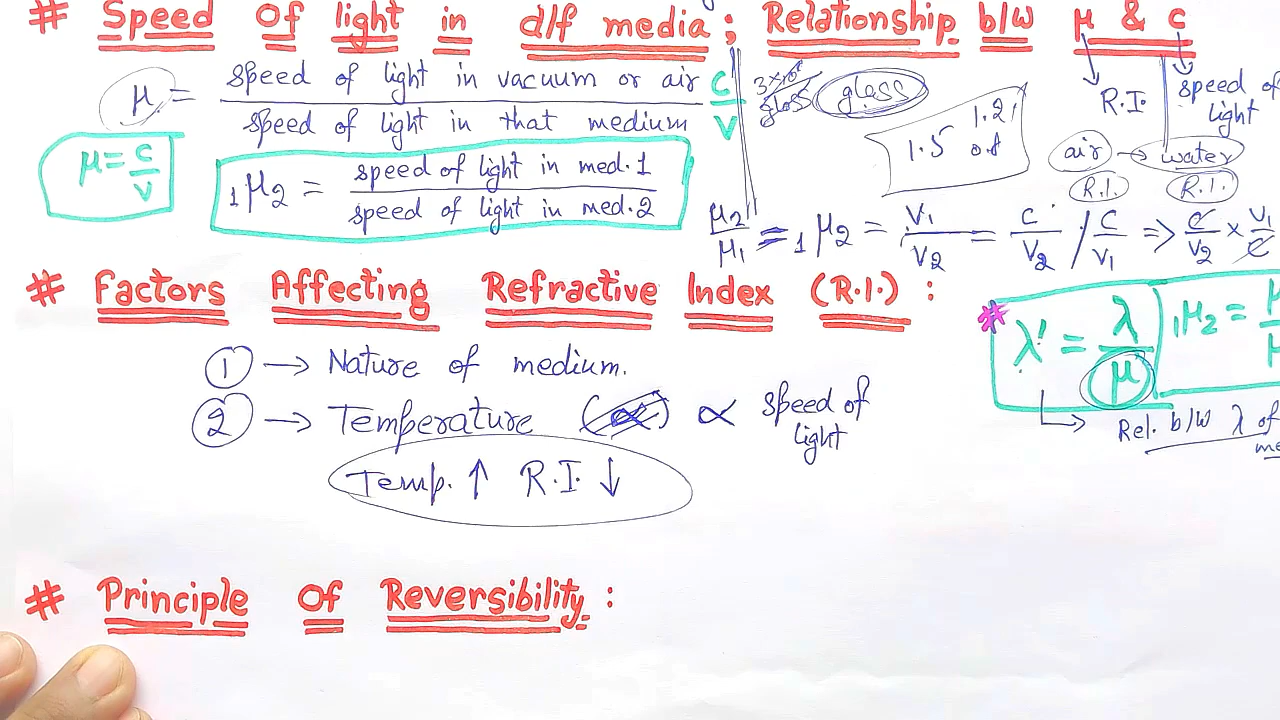 # Speed Of light in d/f media ; Relationship b/w μ & c
μ = speed of light in vacuum or air / speed of light in that medium
C / V
μ = C / V
₁μ₂ = speed of light in med. 1 / speed of light in med. 2
glass
1.5 1.21
R.I.
speed of light
air → water
R.I. R.I.
μ₂ / μ₁ = ₁μ₂ = V₁ / V₂ = C / V₂ / C / V₁ => C / V₂ × V₁ / C
# Factors Affecting Refractive Index (R.I.) :
① → Nature of medium.
② → Temperature ∝ speed of light
Temp. ↑ R.I. ↓
* λ' = λ / μ
₁μ₂ = μ / μ
Rel. b/w λ of
# Principle Of Reversibility :